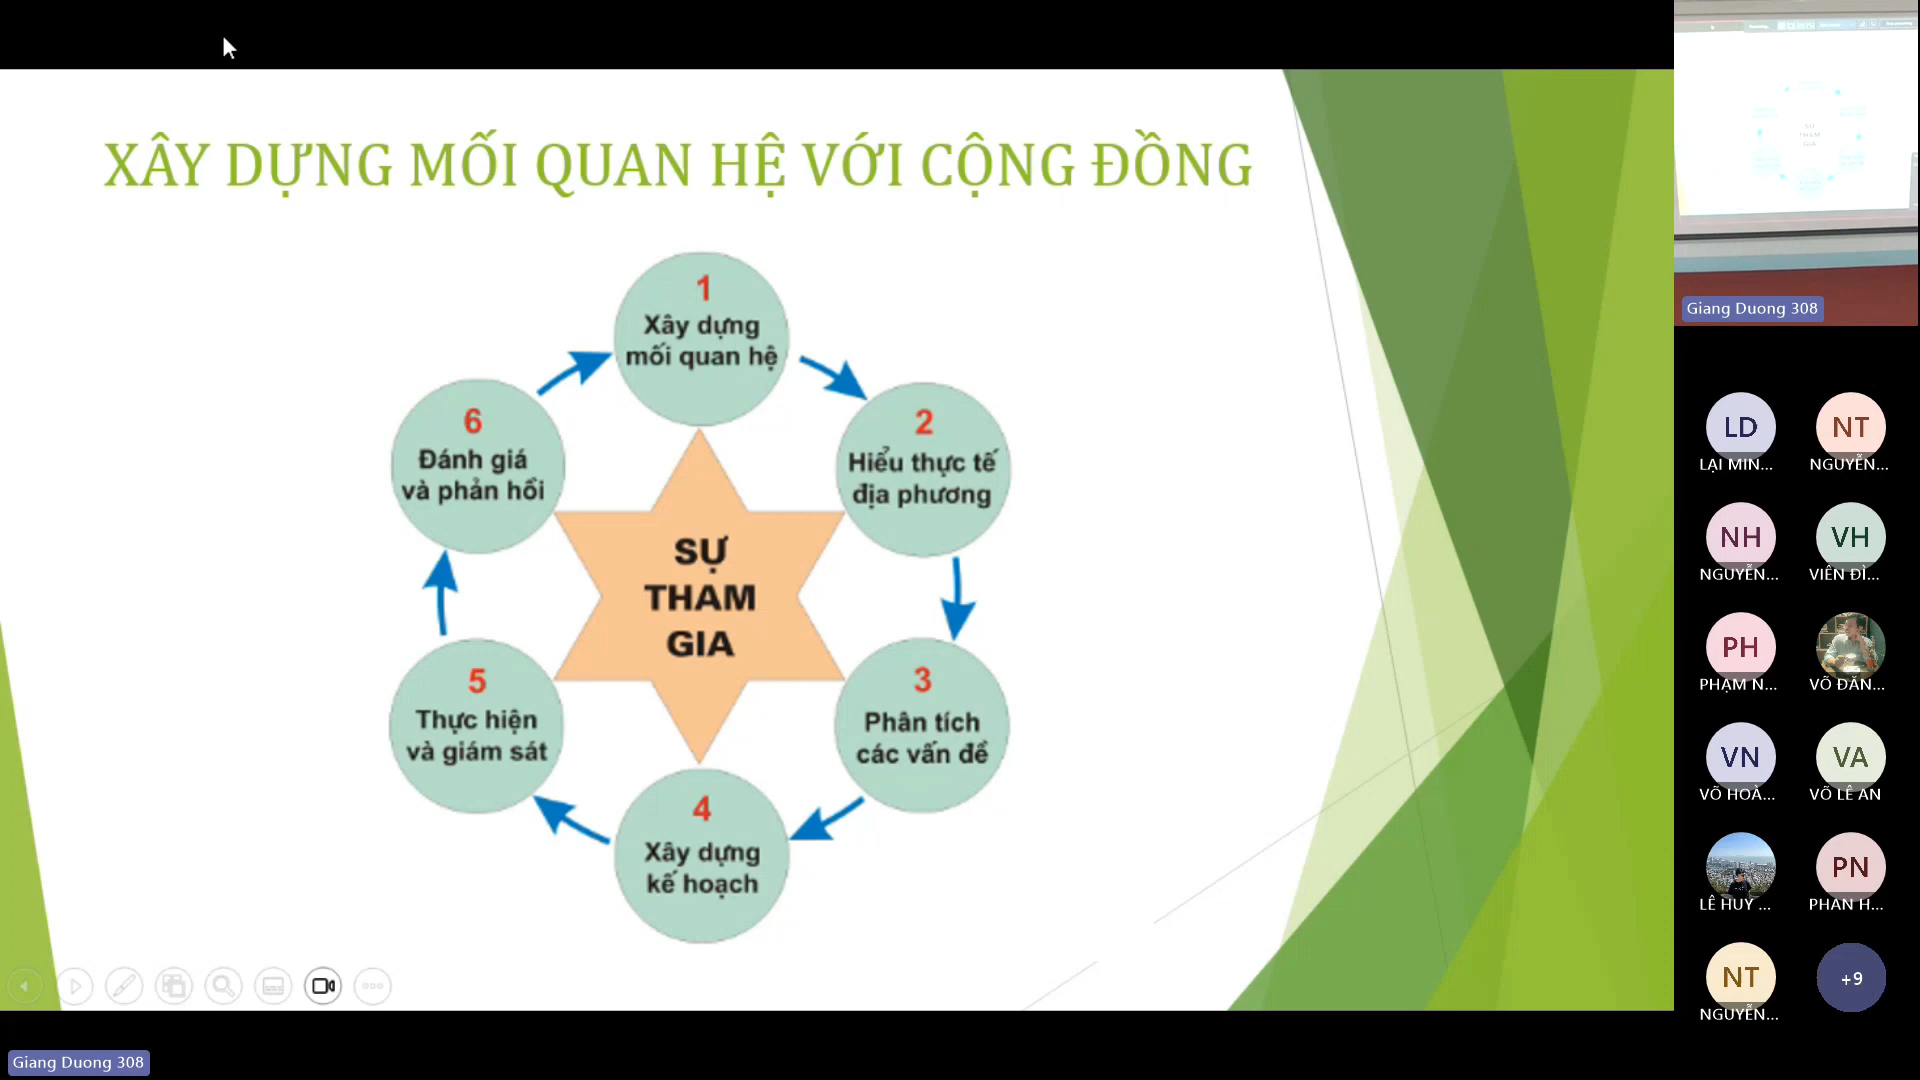 XÂY DỰNG MỐI QUAN HỆ VỚI CỘNG ĐỒNG
1
Xây dựng
mối quan hệ
2
Hiểu thực tế
địa phương
3
Phân tích
các vấn đề
4
Xây dựng
kế hoạch
5
Thực hiện
và giám sát
6
Đánh giá
và phản hồi
SỰ
THAM
GIA
Giang Duong 308
SỰ
THAM
GIA
Giang Duong 308
LD
LẠI MIN...
NT
NGUYỄN...
NH
NGUYỄN...
VH
VIÊN ĐÌ...
PH
PHẠM N...
VÕ ĐĂN...
VN
VÕ HOÀ...
VA
VÕ LÊ AN
LÊ HUY ...
PN
PHAN H...
NT
NGUYỄN...
+9